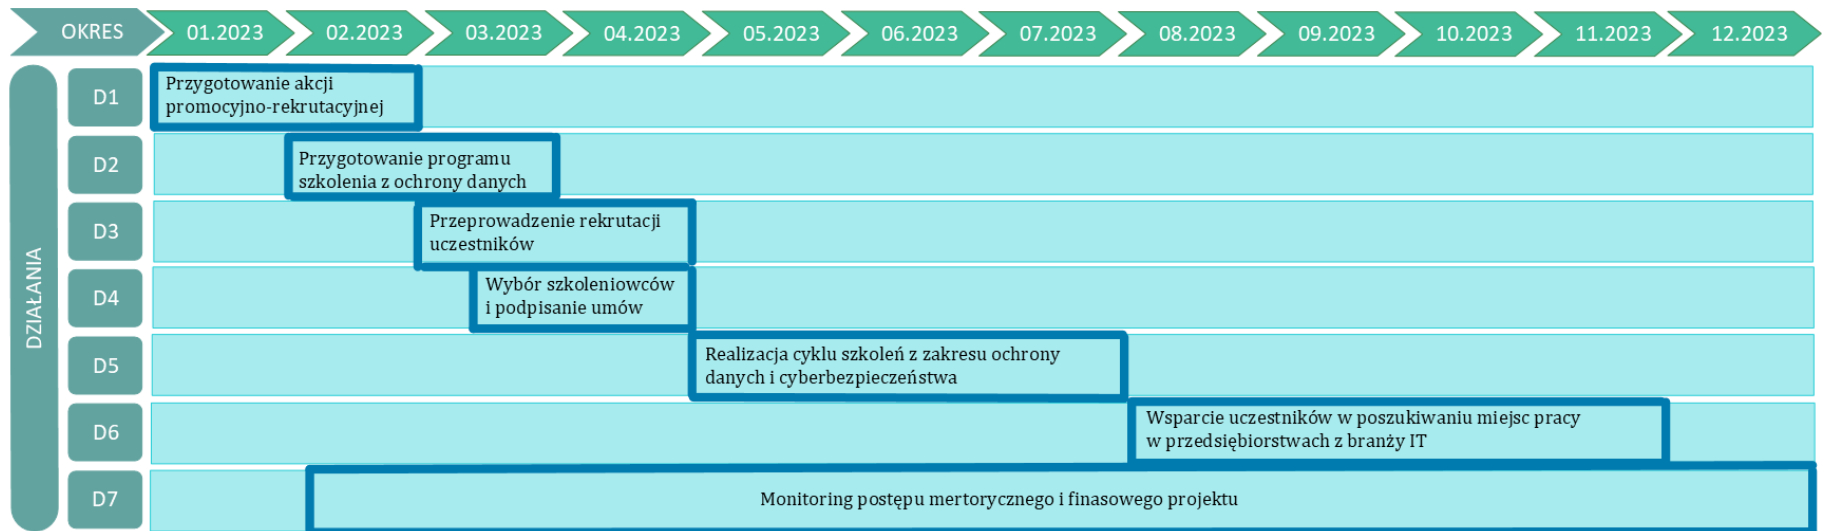 OKRES 01.2023 02.2023 03.2023 04.2023 05.2023 06.2023 07.2023 08.2023 09.2023 10.2023 11.2023 12.2023
DZIAŁANIA
D1
Przygotowanie akcji
promocyjno-rekrutacyjnej
D2
Przygotowanie programu
szkolenia z ochrony danych
D3
Przeprowadzenie rekrutacji
uczestników
D4
Wybór szkoleniowców
i podpisanie umów
D5
Realizacja cyklu szkoleń z zakresu ochrony
danych i cyberbezpieczeństwa
D6
Wsparcie uczestników w poszukiwaniu miejsc pracy
w przedsiębiorstwach z branży IT
D7
Monitoring postępu mertorycznego i finasowego projektu